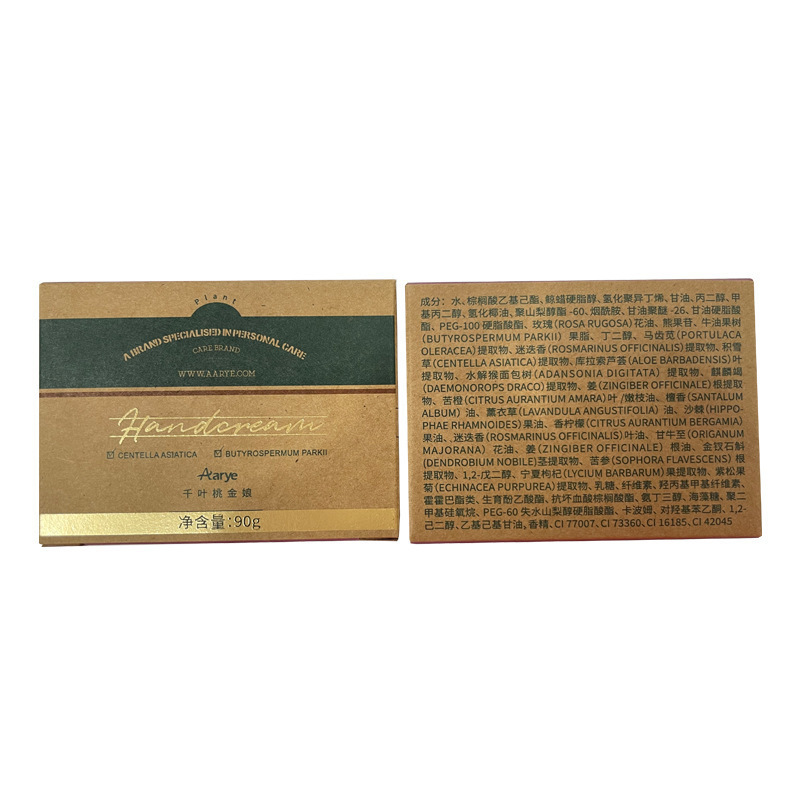 Plant
A BRAND SPECIALISED IN PERSONAL CARE
CARE BRAND
WWW.AARYE.COM
Handcream
CENTELLA ASIATICA BUTYROSPERMUM PARKII
Aarye
千叶桃金娘
净含量:90g
成分：水、棕榈酸乙基己酯、鲸蜡硬脂醇、氢化聚异丁烯、甘油、丙二醇、甲
基丙二醇、氢化椰油、聚山梨醇酯-60、烟酰胺、甘油聚醚-26、甘油硬脂酸
酯、PEG-100硬脂酸酯、玫瑰(ROSA RUGOSA)花油、熊果苷、牛油果树
(BUTYROSPERMUM PARKII) 果脂、丁二醇、马齿苋(PORTULACA
OLERACEA)提取物、迷迭香(ROSMARINUS OFFICINALIS)提取物、积雪
草(CENTELLA ASIATICA)提取物、库拉索芦荟(ALOE BARBADENSIS)叶
提取物、水解猴面包树(ADANSONIA DIGITATA) 提取物、麒麟竭
(DAEMONOROPS DRACO)提取物、姜(ZINGIBER OFFICINALE)根提取
物、苦橙(CITRUS AURANTIUM AMARA)叶/嫩枝油、檀香(SANTALUM
ALBUM) 油、薰衣草(LAVANDULA ANGUSTIFOLIA) 油、沙棘(HIPPO-
PHAE RHAMNOIDES)果油、香柠檬(CITRUS AURANTIUM BERGAMIA)
果油、迷迭香(ROSMARINUS OFFICINALIS)叶油、甘牛至(ORIGANUM
MAJORANA) 花油、姜(ZINGIBER OFFICINALE) 根油、金钗石斛
(DENDROBIUM NOBILE)茎提取物、苦参(SOPHORA FLAVESCENS)根
提取物、1,2-戊二醇、宁夏枸杞(LYCIUM BARBARUM)果提取物、紫松果
菊(ECHINACEA PURPUREA)提取物、乳糖、纤维素、羟丙基甲基纤维素、
霍霍巴酯类、生育酚乙酸酯、抗坏血酸棕榈酸酯、氨丁三醇、海藻糖、聚二
甲基硅氧烷、PEG-60失水山梨醇硬脂酸酯、卡波姆、对羟基苯乙酮、1,2-
己二醇、乙基己基甘油、香精、CI 77007, CI 73360, CI 16185, CI 42045